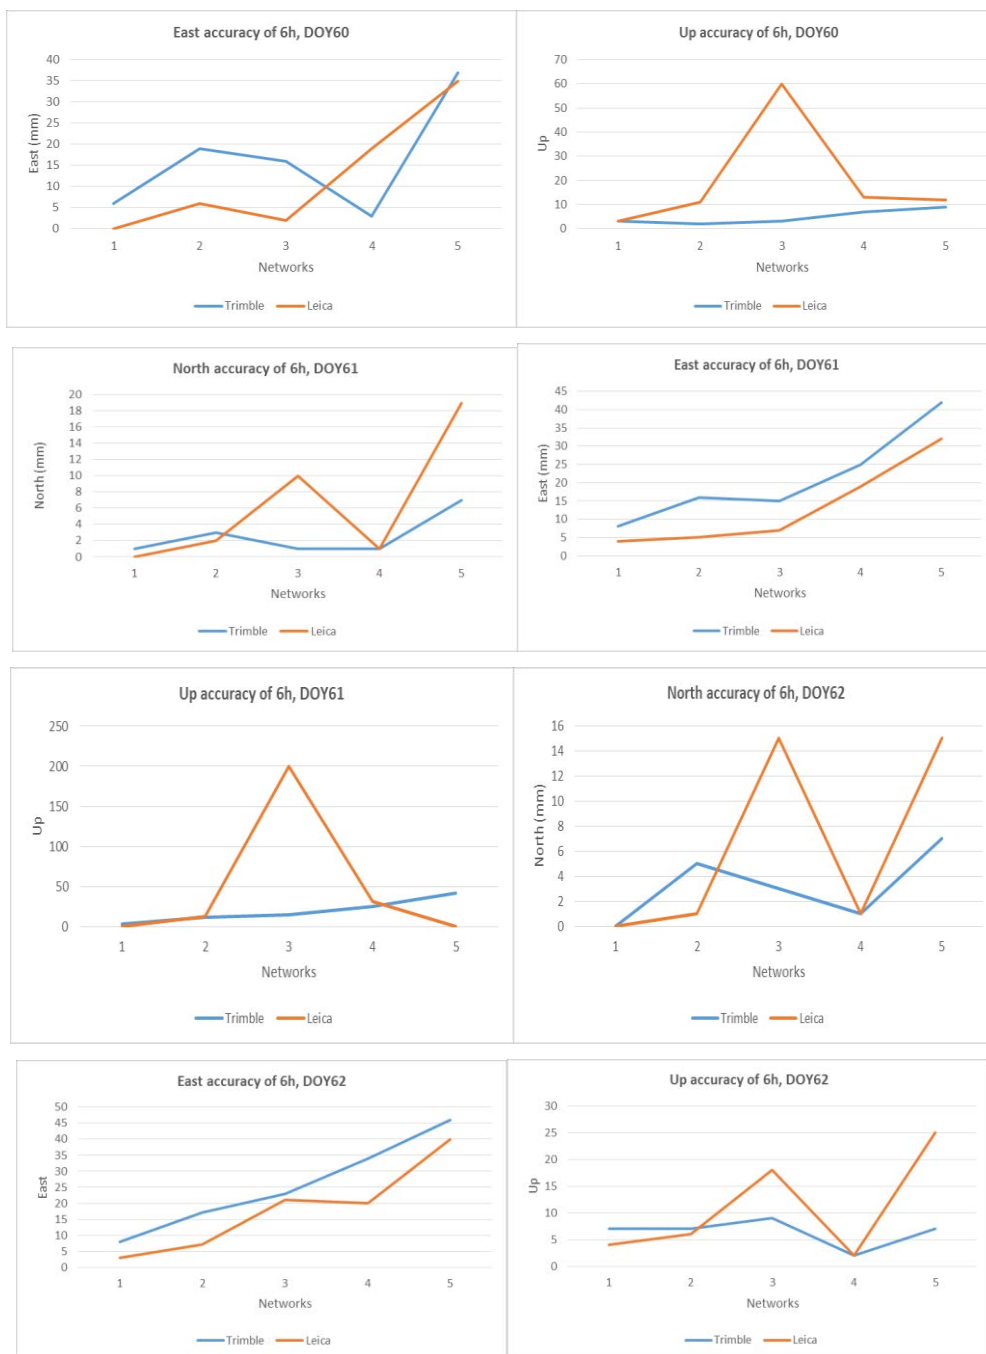 East accuracy of 6h, DOY60
40
35
30
25
20
15
10
5
0
East (mm)
1 2 3 4 5
Networks
Trimble Leica
Up accuracy of 6h, DOY60
70
60
50
40
30
20
10
0
Up
1 2 3 4 5
Networks
Trimble Leica
North accuracy of 6h, DOY61
20
18
16
14
12
10
8
6
4
2
0
North (mm)
1 2 3 4 5
Networks
Trimble Leica
East accuracy of 6h, DOY61
45
40
35
30
25
20
15
10
5
0
East (mm)
1 2 3 4 5
Networks
Trimble Leica
Up accuracy of 6h, DOY61
250
200
150
100
50
0
Up
1 2 3 4 5
Networks
Trimble Leica
North accuracy of 6h, DOY62
16
14
12
10
8
6
4
2
0
North (mm)
1 2 3 4 5
Networks
Trimble Leica
East accuracy of 6h, DOY62
50
45
40
35
30
25
20
15
10
5
0
East
1 2 3 4 5
Networks
Trimble Leica
Up accuracy of 6h, DOY62
30
25
20
15
10
5
0
Up
1 2 3 4 5
Networks
Trimble Leica